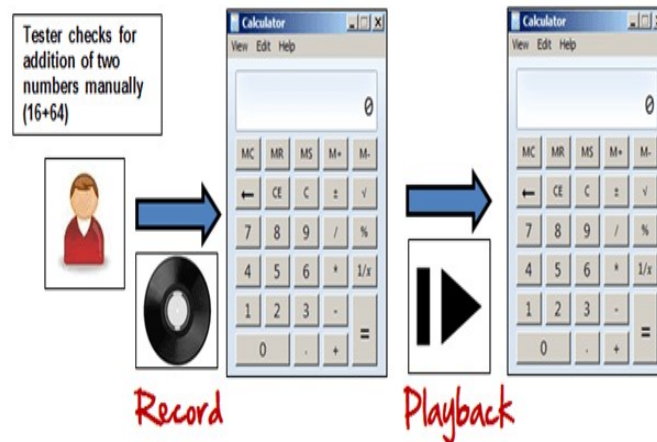 Tester checks for
addition of two
numbers manually
(16+64)
Calculator
View Edit Help
0
MC MR MS M+ M-
← CE C ± √
7 8 9 / %
4 5 6 * 1/x
1 2 3 -
=
0 . +
Calculator
View Edit Help
0
MC MR MS M+ M-
← CE C ± √
7 8 9 / %
4 5 6 * 1/x
1 2 3 -
=
0 . +
Record
Playback